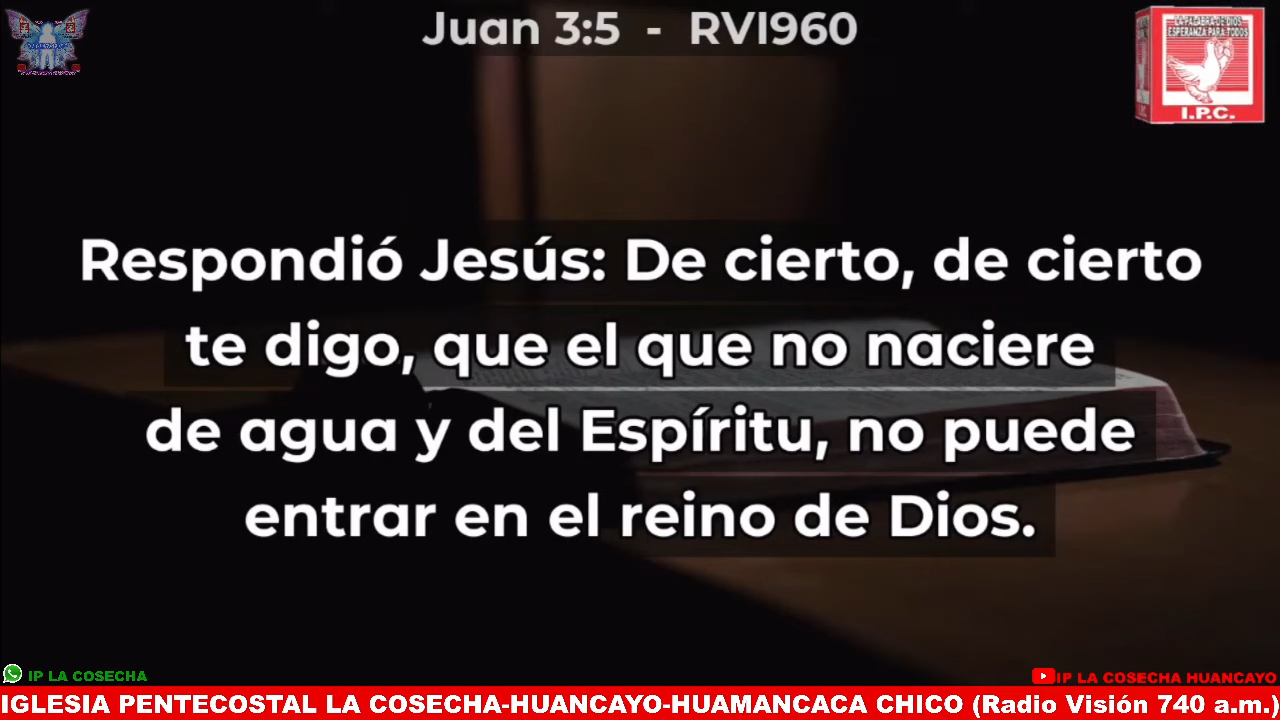 Juan 3:5 - RV1960
LA PALABRA DE DIOS
ESPERANZA PARA TODOS
I.P.C.
Respondió Jesús: De cierto, de cierto
te digo, que el que no naciere
de agua y del Espíritu, no puede
entrar en el reino de Dios.
IP LA COSECHA
IP LA COSECHA HUANCAYO
IGLESIA PENTECOSTAL LA COSECHA-HUANCAYO-HUAMANCACA CHICO (Radio Visión 740 a.m.)